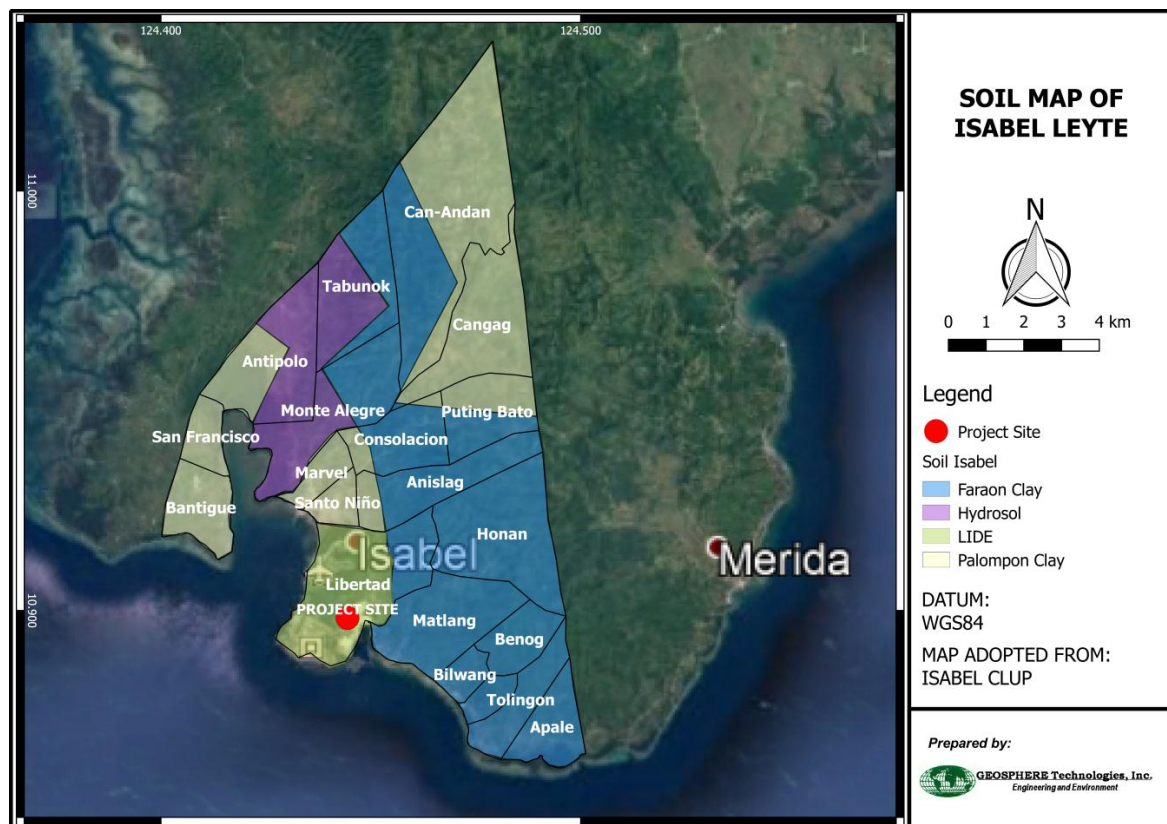 124.400
124.500
11.000
10.900
Can-Andan
Tabunok
Cangag
Antipolo
Monte Alegre
Puting Bato
San Francisco
Consolacion
Marvel
Anislag
Santo Niño
Bantigue
Honan
Isabel
Merida
Libertad
PROJECT SITE
Matlang
Benog
Bilwang
Tolingon
Apale
SOIL MAP OF
ISABEL LEYTE
N
0 1 2 3 4 km
Legend
Project Site
Soil Isabel
Faraon Clay
Hydrosol
LIDE
Palompon Clay
DATUM:
WGS84
MAP ADOPTED FROM:
ISABEL CLUP
Prepared by:
GEOSPHERE Technologies, Inc.
Engineering and Environment